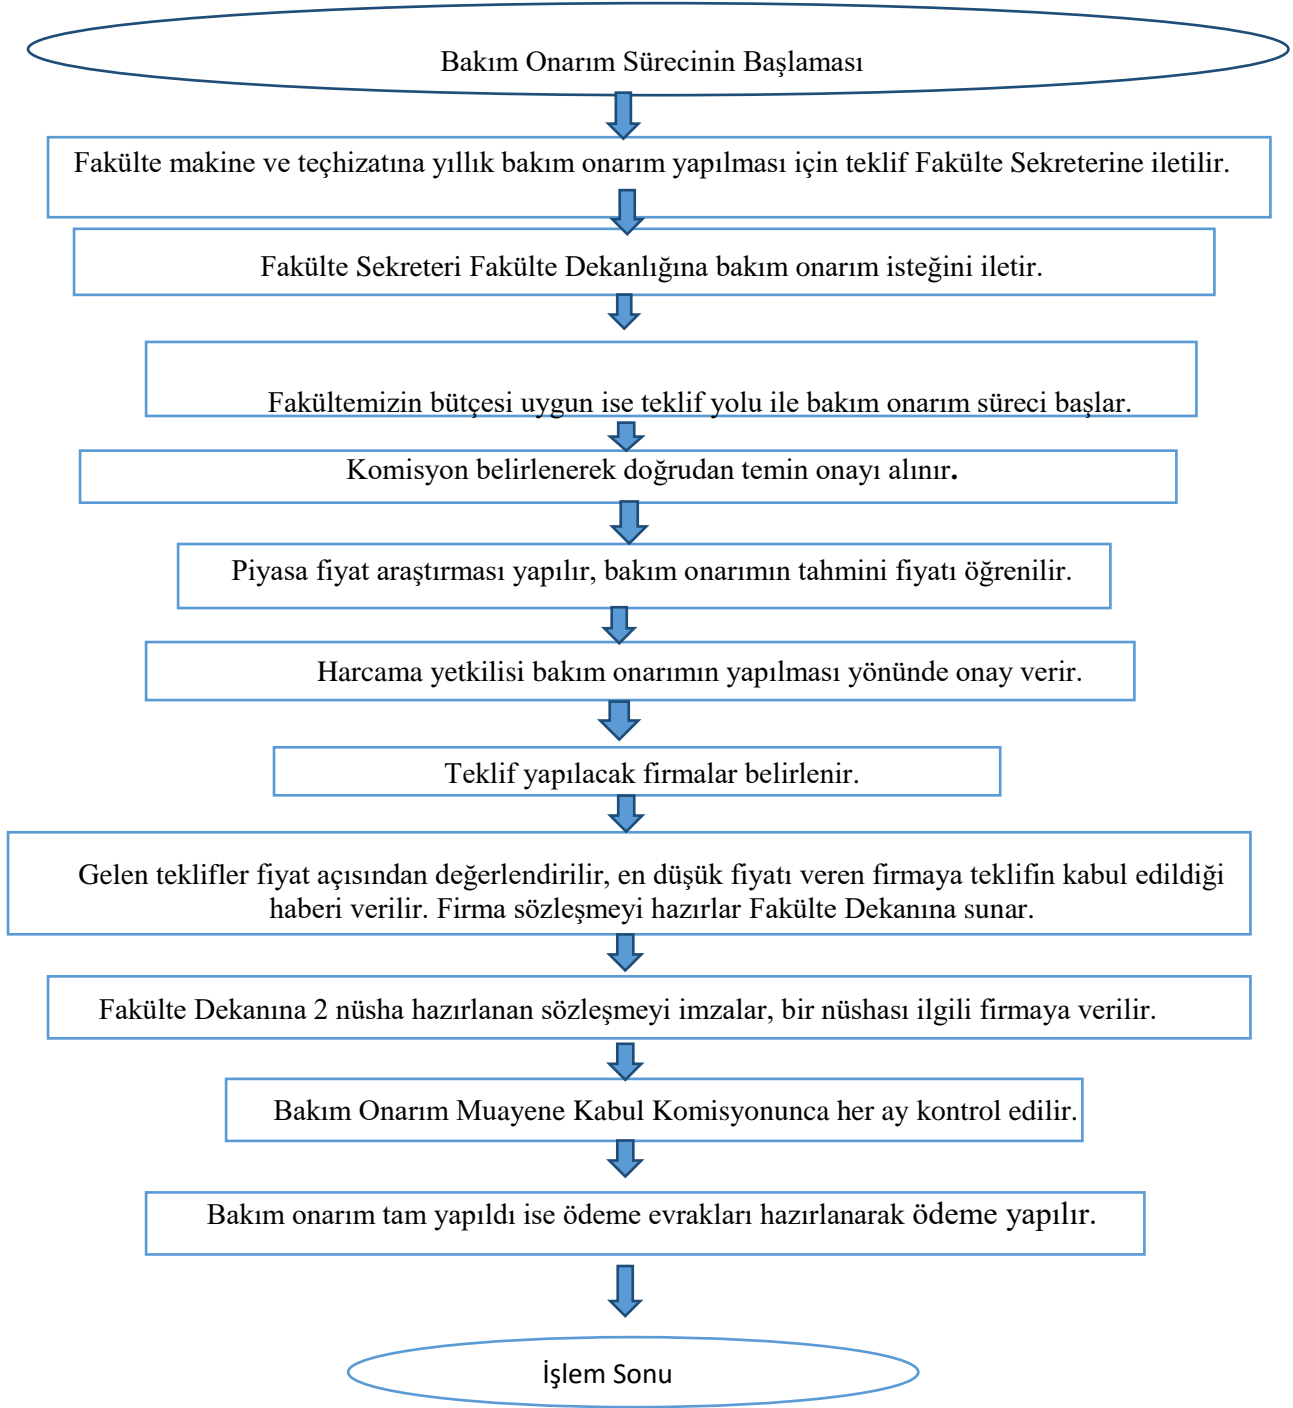 Bakım Onarım Sürecinin Başlaması
Fakülte makine ve teçhizatına yıllık bakım onarım yapılması için teklif Fakülte Sekreterine iletilir.
Fakülte Sekreteri Fakülte Dekanlığına bakım onarım isteğini iletir.
Fakültemizin bütçesi uygun ise teklif yolu ile bakım onarım süreci başlar.
Komisyon belirlenerek doğrudan temin onayı alınır.
Piyasa fiyat araştırması yapılır, bakım onarımın tahmini fiyatı öğrenilir.
Harcama yetkilisi bakım onarımın yapılması yönünde onay verir.
Teklif yapılacak firmalar belirlenir.
Gelen teklifler fiyat açısından değerlendirilir, en düşük fiyatı veren firmaya teklifin kabul edildiği
haberi verilir. Firma sözleşmeyi hazırlar Fakülte Dekanına sunar.
Fakülte Dekanına 2 nüsha hazırlanan sözleşmeyi imzalar, bir nüshası ilgili firmaya verilir.
Bakım Onarım Muayene Kabul Komisyonunca her ay kontrol edilir.
Bakım onarım tam yapıldı ise ödeme evrakları hazırlanarak ödeme yapılır.
İşlem Sonu